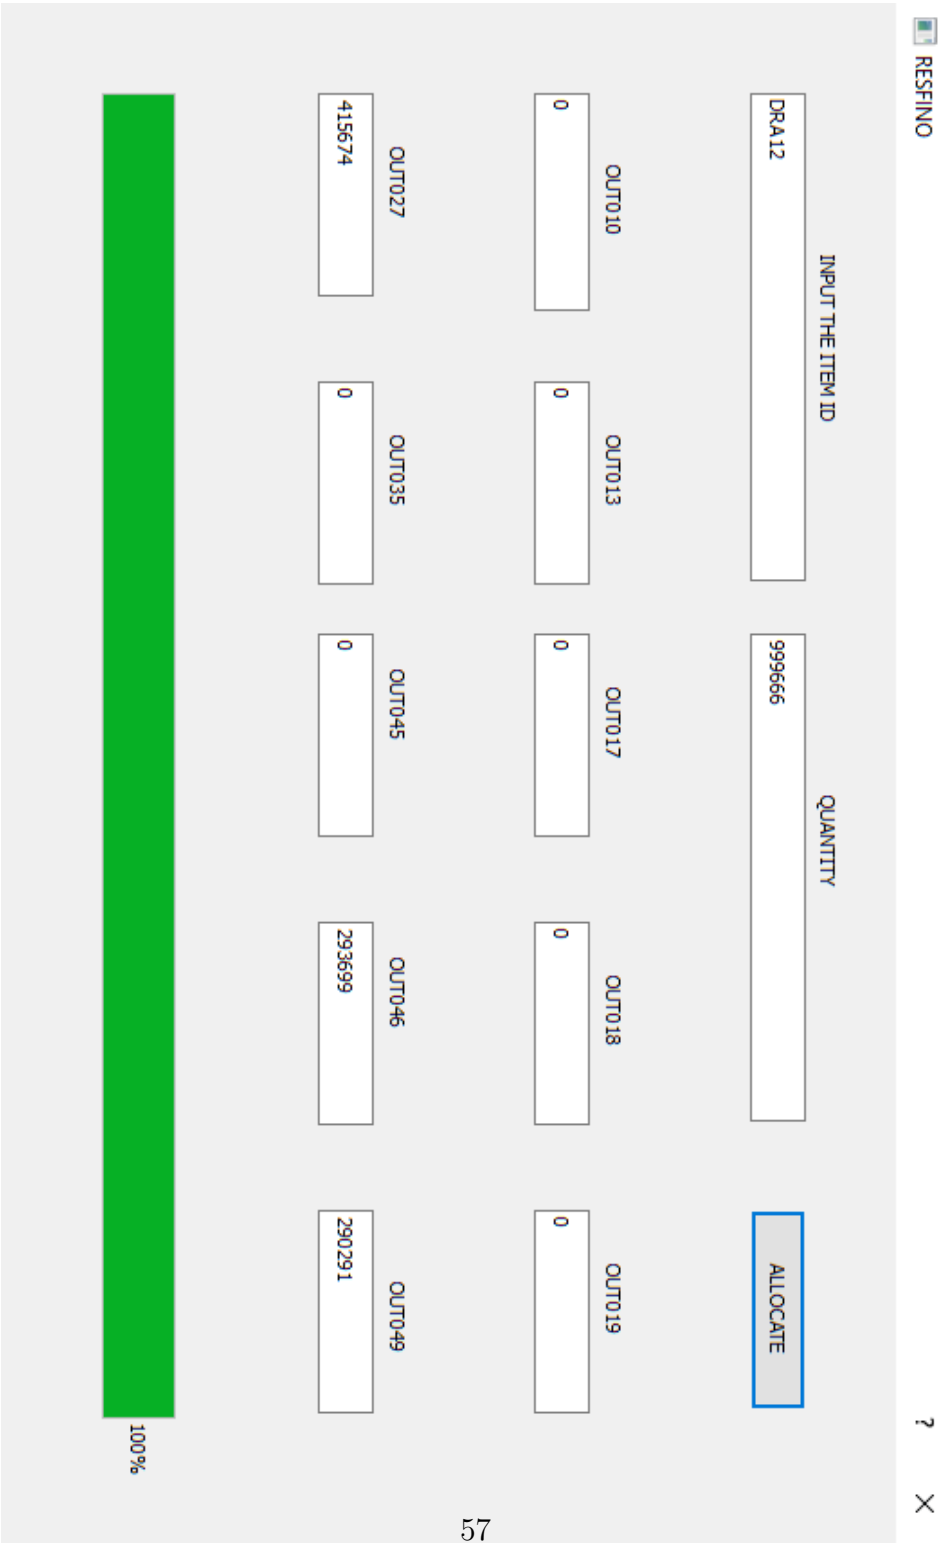 RESFINO
? X
INPUT THE ITEM ID QUANTITY
DRA12 999666 ALLOCATE
OUT010 OUT013 OUT017 OUT018 OUT019
0 0 0 0 0
OUT027 OUT035 OUT045 OUT046 OUT049
415674 0 0 293699 290291
100%
57